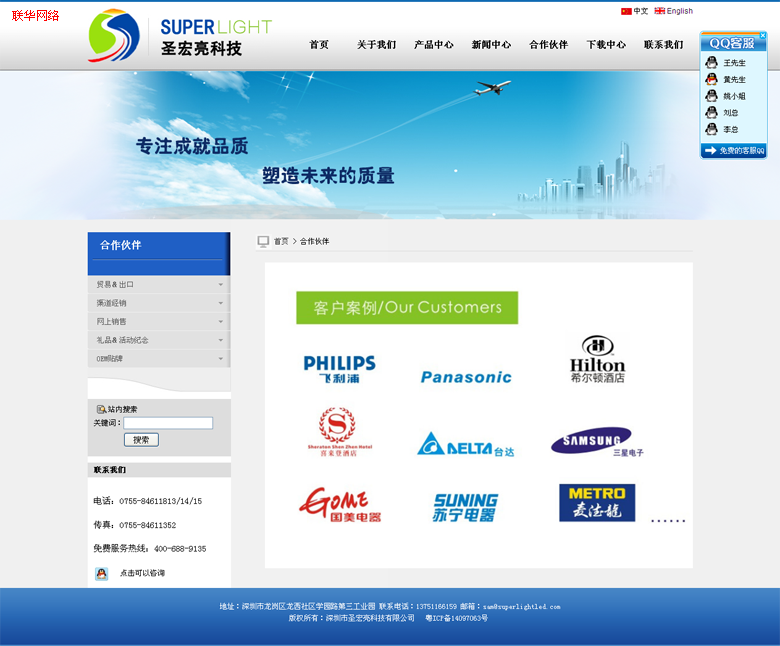 联华网络
中文 English
SUPERLIGHT
圣宏亮科技
首页 关于我们 产品中心 新闻中心 合作伙伴 下载中心 联系我们
QQ客服
王先生
黄先生
姚小姐
刘总
李总
免费的客服QQ
专注成就品质
塑造未来的质量
合作伙伴
贸易&出口
渠道经销
网上销售
礼品&活动纪念
OEM贴牌
站内搜索
关键词：
搜索
联系我们
电话：0755-84611813/14/15
传真：0755-84611352
免费服务热线：400-688-9135
点击可以咨询
首页 > 合作伙伴
客户案例/Our Customers
PHILIPS
飞利浦
Panasonic
Hilton
希尔顿酒店
S
Sheraton Shen Zhen Hotel
喜来登酒店
DELTA台达
SAMSUNG
三星电子
GOME
国美电器
SUNING
苏宁电器
METRO
麦德龍
......
地址：深圳市龙岗区龙西社区学园路第三工业园 联系电话：13751166159 邮箱：sam@superlightled.com
版权所有：深圳市圣宏亮科技有限公司 粤ICP备14097063号